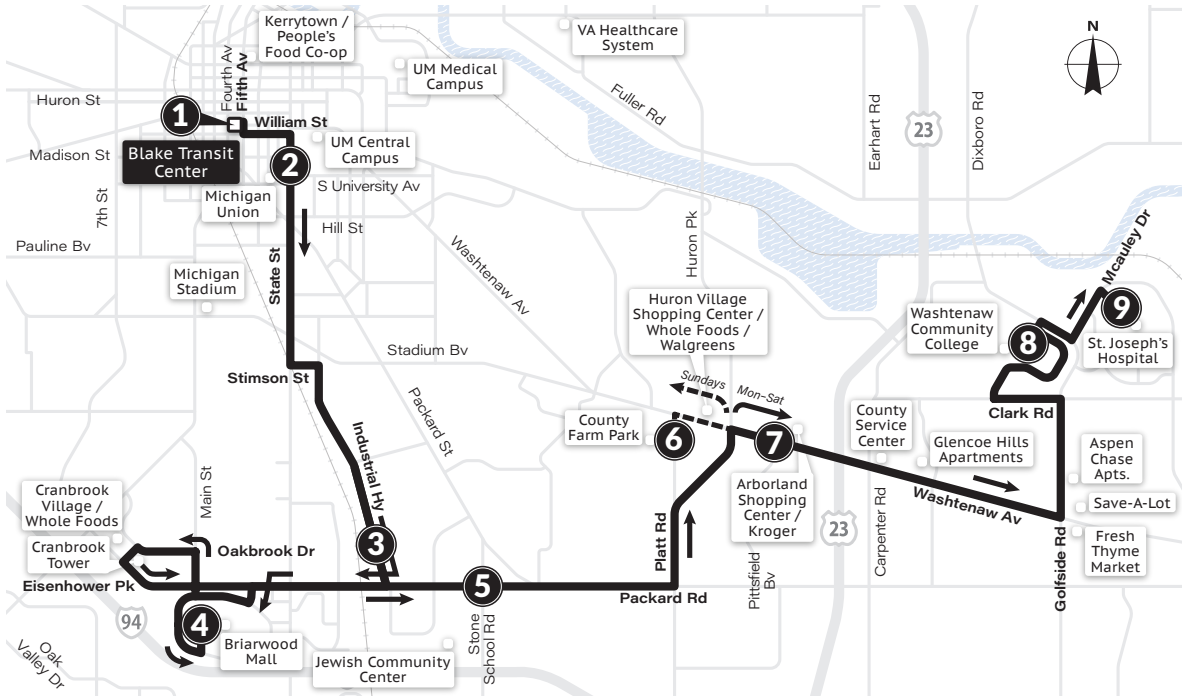 Kerrytown /
People's
Food Co-op
VA Healthcare
System
N
Fourth Av
Fifth Av
UM Medical
Campus
Huron St
Fuller Rd
Earhart Rd
23
Dixboro Rd
1
William St
Madison St
Blake Transit
Center
2
UM Central
Campus
7th St
S University Av
Michigan
Union
Hill St
Pauline Bv
State St
Washtenaw Av
Huron Pk
Mcauley Dr
Michigan
Stadium
Huron Village
Shopping Center /
Whole Foods /
Walgreens
Washtenaw
Community
College
8
9
St. Joseph's
Hospital
Stadium Bv
Stimson St
Packard St
Sundays
Mon–Sat
Clark Rd
County
Farm Park
6
7
County
Service
Center
Glencoe Hills
Apartments
Aspen
Chase
Apts.
Industrial Hy
Main St
Arborland
Shopping
Center /
Kroger
Washtenaw Av
Save-A-Lot
Cranbrook
Village /
Whole Foods
Carpenter Rd
23
Fresh
Thyme
Market
Cranbrook
Tower
Oakbrook Dr
3
Platt Rd
Golfside Rd
Eisenhower Pk
5
Packard Rd
Pittsfield
Bv
94
4
Briarwood
Mall
Stone
School Rd
Jewish Community
Center
Oak
Valley Dr